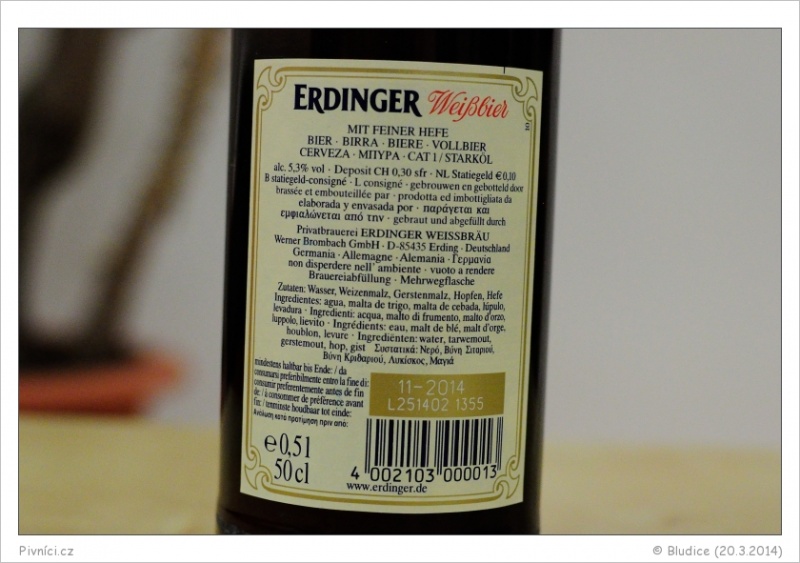 ERDINGER Weißbier
MIT FEINER HEFE
BIER · BIRRA · BIERE · VOLLBIER
CERVEZA · ΜΠΥΡΑ · CAT 1 / STARKÖL
alc. 5,3% vol · Deposit CH 0,30 sfr · NL Statiegeld € 0,10
B statiegeld-consigné · L consigné · gebrouwen en gebotteld door
brassée et embouteillée par · prodotta ed imbottigliata da
elaborada y envasada por · παράγεται και
εμφιαλώνεται από την · gebraut und abgefüllt durch
Privatbrauerei ERDINGER WEISSBRÄU
Werner Brombach GmbH · D-85435 Erding · Deutschland
Germania · Allemagne · Alemania · Γερμανία
non disperdere nell' ambiente · vuoto a rendere
Brauereiabfüllung · Mehrwegflasche
Zutaten: Wasser, Weizenmalz, Gerstenmalz, Hopfen, Hefe
Ingredientes: agua, malta de trigo, malta de cebada, lúpulo,
levadura · Ingredienti: acqua, malto di frumento, malto d'orzo,
luppolo, lievito · Ingrédients: eau, malt de blé, malt d'orge,
houblon, levure · Ingrediënten: water, tarwemout,
gerstemout, hop, gist Συστατικά: Νερό, Βύνη Σιταριού,
Βύνη Κριθαριού, Λυκίσκος, Μαγιά
mindestens haltbar bis Ende: / da
consumarsi preferibilmente entro la fine di:
consumir preferentemente antes de fin
de: / à consommer de préférence avant
fin: / tenminste houdbaar tot einde:
Ανάλωση κατά προτίμηση πριν από:
11-2014
L251402 1355
e 0,5 l
50 cl
4 002103 000013
www.erdinger.de
Pivníci.cz
© Bludice (20.3.2014)